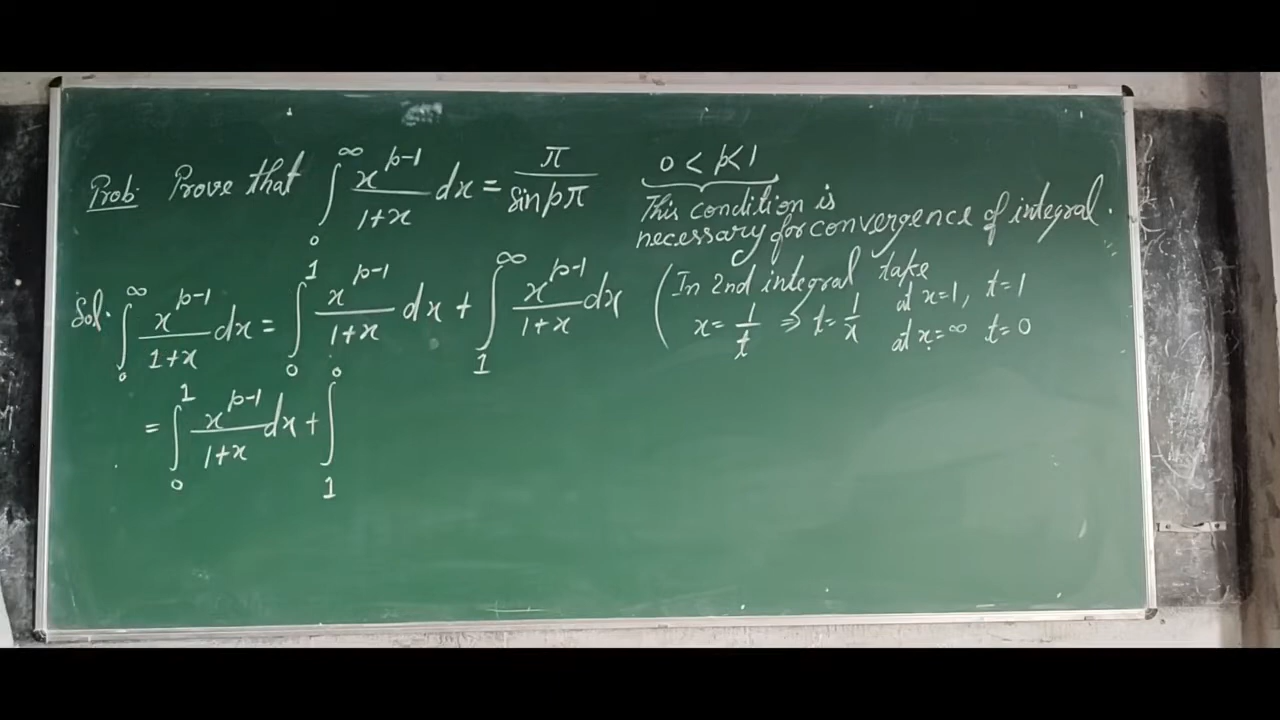 Prob: Prove that ∫₀^∞ x^{p-1}/(1+x) dx = π/sin pπ   0 < p < 1
This condition is
necessary for convergence of integral.
Sol. ∫₀^∞ x^{p-1}/(1+x) dx = ∫₀^1 x^{p-1}/(1+x) dx + ∫₁^∞ x^{p-1}/(1+x) dx
(In 2nd integral take
x = 1/t ⇒ t = 1/x   at x=1, t=1
at x=∞ t=0
= ∫₀^1 x^{p-1}/(1+x) dx + ∫₁^0